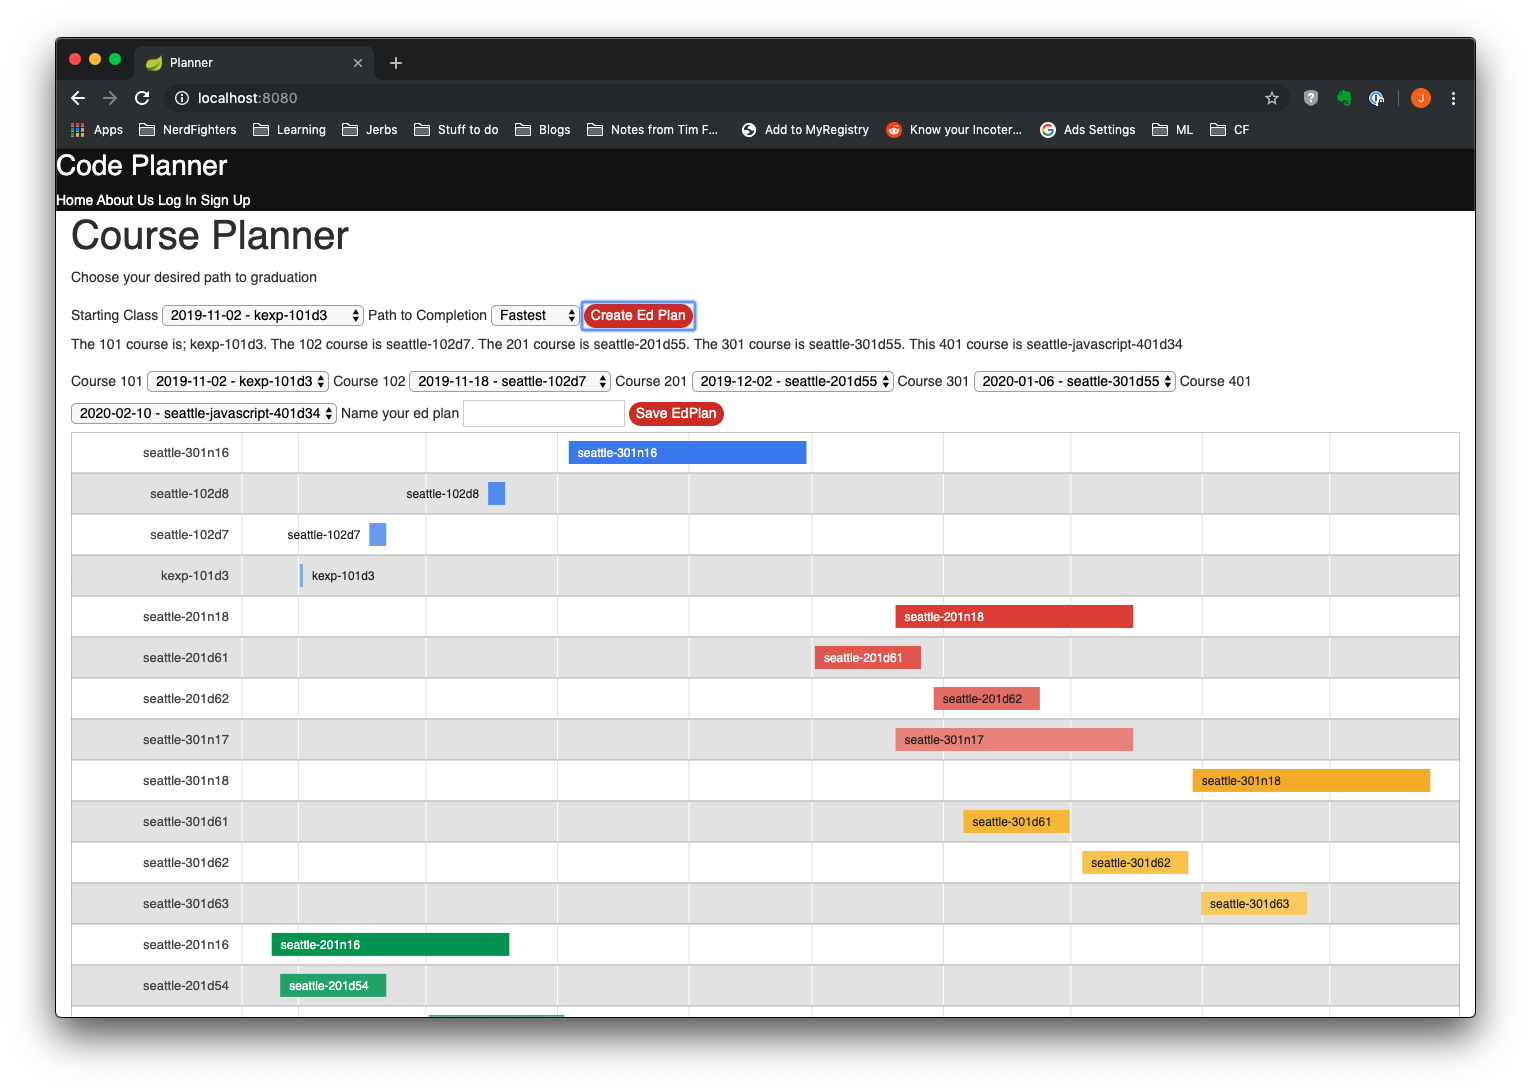 Planner
localhost:8080
J
Apps NerdFighters Learning Jerbs Stuff to do Blogs Notes from Tim F... Add to MyRegistry Know your Incoter... Ads Settings ML CF
Code Planner
Home About Us Log In Sign Up
Course Planner
Choose your desired path to graduation
Starting Class 2019-11-02 - kexp-101d3 Path to Completion Fastest Create Ed Plan
The 101 course is; kexp-101d3. The 102 course is seattle-102d7. The 201 course is seattle-201d55. The 301 course is seattle-301d55. This 401 course is seattle-javascript-401d34
Course 101 2019-11-02 - kexp-101d3 Course 102 2019-11-18 - seattle-102d7 Course 201 2019-12-02 - seattle-201d55 Course 301 2020-01-06 - seattle-301d55 Course 401
2020-02-10 - seattle-javascript-401d34 Name your ed plan Save EdPlan
seattle-301n16 seattle-301n16
seattle-102d8 seattle-102d8
seattle-102d7 seattle-102d7
kexp-101d3 kexp-101d3
seattle-201n18 seattle-201n18
seattle-201d61 seattle-201d61
seattle-201d62 seattle-201d62
seattle-301n17 seattle-301n17
seattle-301n18 seattle-301n18
seattle-301d61 seattle-301d61
seattle-301d62 seattle-301d62
seattle-301d63 seattle-301d63
seattle-201n16 seattle-201n16
seattle-201d54 seattle-201d54